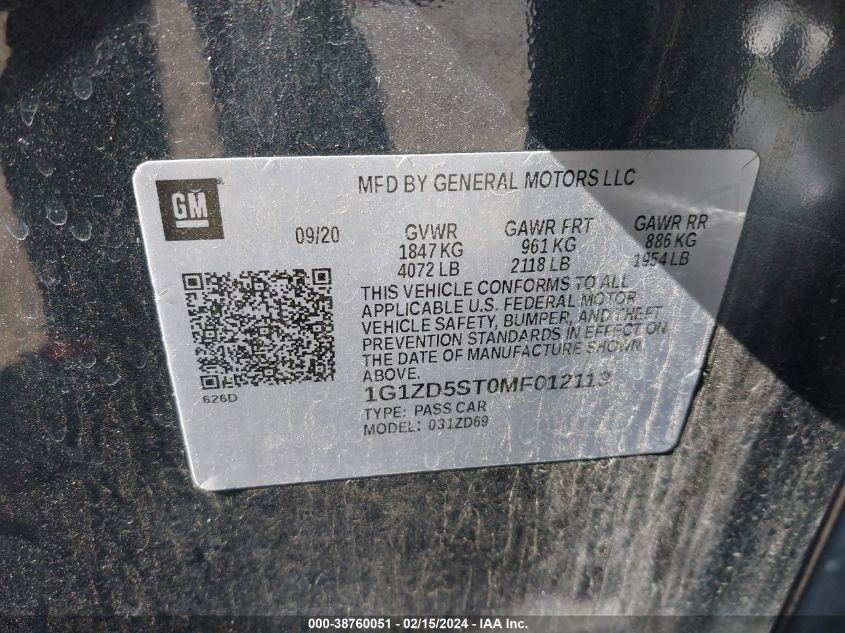 GM
MFD BY GENERAL MOTORS LLC
09/20 GVWR GAWR FRT GAWR RR
1847 KG 961 KG 886 KG
4072 LB 2118 LB 1954 LB
THIS VEHICLE CONFORMS TO ALL
APPLICABLE U.S. FEDERAL MOTOR
VEHICLE SAFETY, BUMPER, AND THEFT
PREVENTION STANDARDS IN EFFECT ON
THE DATE OF MANUFACTURE SHOWN
ABOVE.
626D
1G1ZD5ST0MF012113
TYPE: PASS CAR
MODEL: 031ZD69
000-38760051 - 02/15/2024 - IAA Inc.